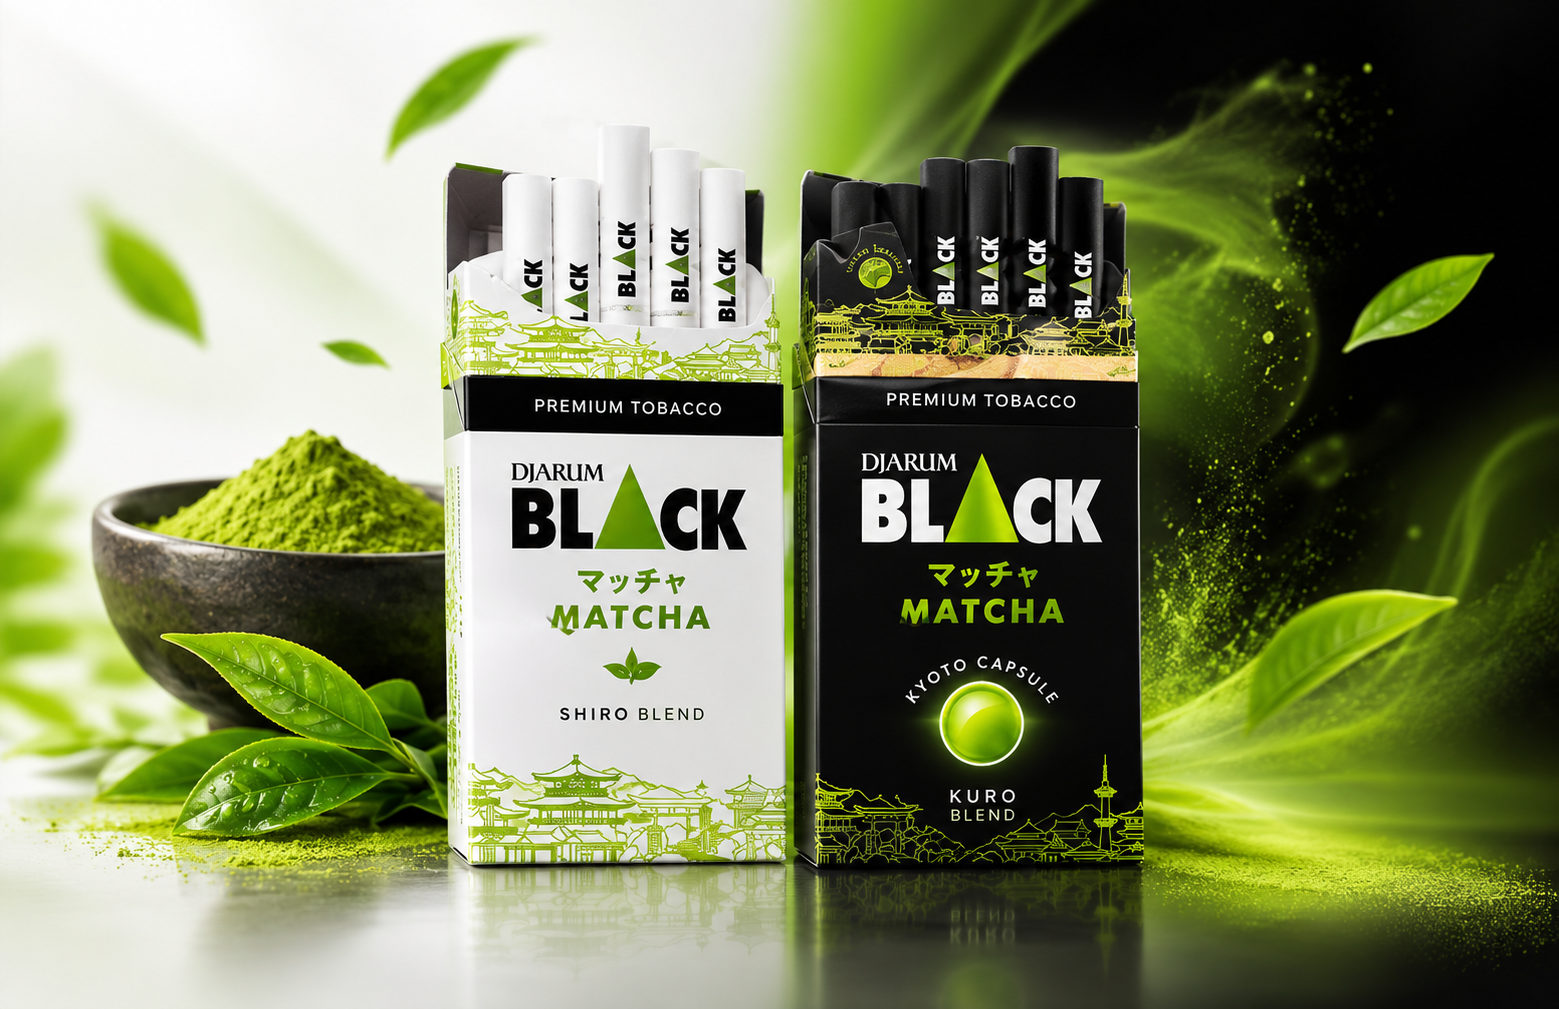 BLACK
BLACK
BLACK
BLACK
BLACK
PREMIUM TOBACCO
DJARUM
BLACK
マッチャ
MATCHA
SHIRO BLEND
BLACK
BLACK
BLACK
BLACK
PREMIUM TOBACCO
DJARUM
BLACK
マッチャ
MATCHA
KYOTO CAPSULE
KURO
BLEND